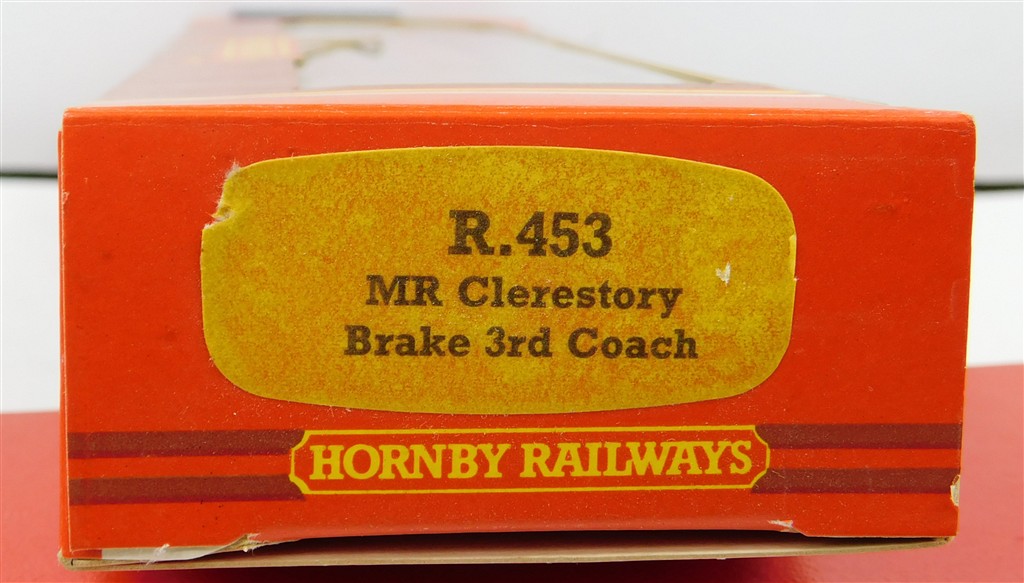 R.453
MR Clerestory
Brake 3rd Coach
HORNBY RAILWAYS